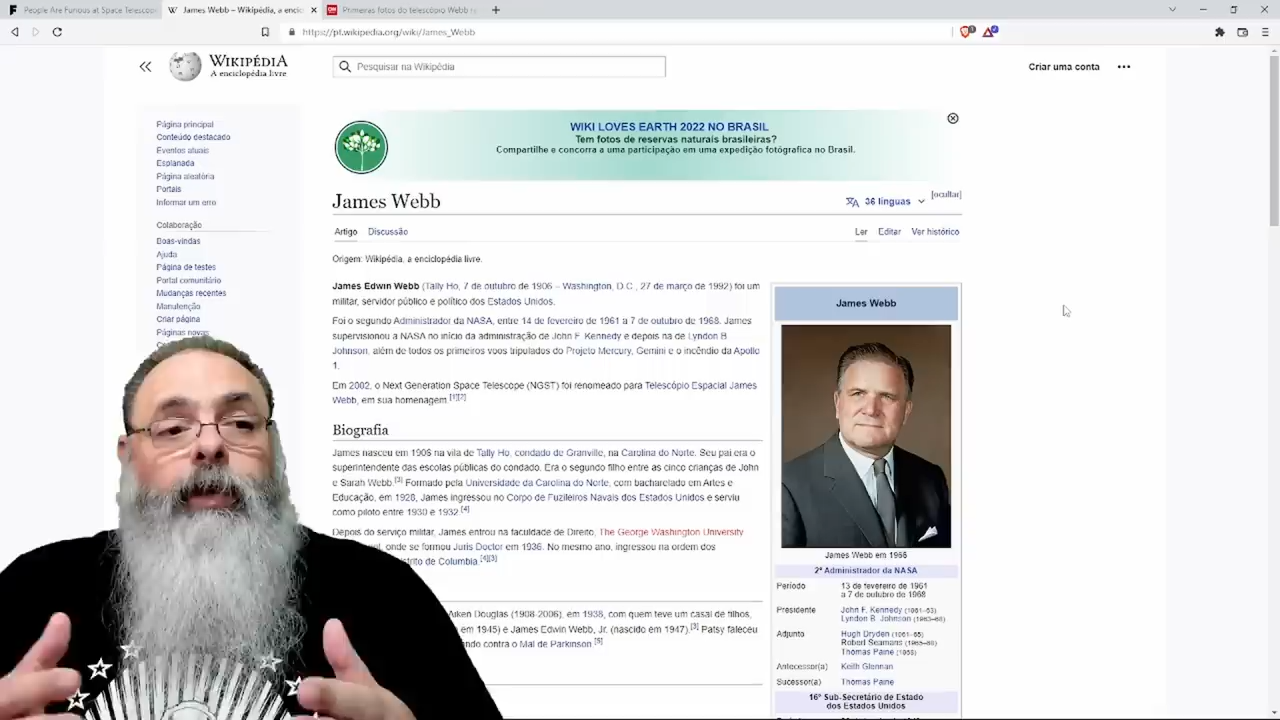 People Are Furious at Space Telescop
James Webb – Wikipédia, a encic
Primeiras fotos do telescópio Webb re
https://pt.wikipedia.org/wiki/James_Webb
WIKIPÉDIA
A enciclopédia livre
Pesquisar na Wikipédia
Criar uma conta
Página principal
Conteúdo destacado
Eventos atuais
Esplanada
Página aleatória
Portais
Informar um erro
Colaboração
Boas-vindas
Ajuda
Página de testes
Portal comunitário
Mudanças recentes
Manutenção
Criar página
Páginas novas
WIKI LOVES EARTH 2022 NO BRASIL
Tem fotos de reservas naturais brasileiras?
Compartilhe e concorra a uma participação em uma expedição fotógrafica no Brasil.
[ocultar]
James Webb
36 línguas
Artigo Discussão
Ler Editar Ver histórico
Origem: Wikipédia, a enciclopédia livre.
James Edwin Webb (Tally Ho, 7 de outubro de 1906 – Washington, D.C., 27 de março de 1992) foi um
militar, servidor público e político dos Estados Unidos.
Foi o segundo Administrador da NASA, entre 14 de fevereiro de 1961 a 7 de outubro de 1968. James
supervisionou a NASA no início da administração de John F. Kennedy e depois na de Lyndon B.
Johnson, além de todos os primeiros voos tripulados do Projeto Mercury, Gemini e o incêndio da Apollo
1.
Em 2002, o Next Generation Space Telescope (NGST) foi renomeado para Telescópio Espacial James
Webb, em sua homenagem.[1][2]
Biografia
James nasceu em 1906 na vila de Tally Ho, condado de Granville, na Carolina do Norte. Seu pai era o
superintendente das escolas públicas do condado. Era o segundo filho entre as cinco crianças de John
e Sarah Webb.[3] Formado pela Universidade da Carolina do Norte, com bacharelado em Artes e
Educação, em 1928, James ingressou no Corpo de Fuzileiros Navais dos Estados Unidos e serviu
como piloto entre 1930 e 1932.[4]
Depois do serviço militar, James entrou na faculdade de Direito, The George Washington University
onde se formou Juris Doctor em 1936. No mesmo ano, ingressou na ordem dos
strito de Columbia.[4][3]
Aiken Douglas (1908-2006), em 1938, com quem teve um casal de filhos,
em 1945) e James Edwin Webb, Jr. (nascido em 1947).[3] Patsy faleceu
ando contra o Mal de Parkinson.[5]
James Webb
James Webb em 1966
2º Administrador da NASA
Período 13 de fevereiro de 1961
a 7 de outubro de 1968
Presidente John F. Kennedy (1961–63)
Lyndon B. Johnson (1963–68)
Adjunto Hugh Dryden (1961–65)
Robert Seamans (1965–68)
Thomas Paine (1968)
Antecessor(a) Keith Glennan
Sucessor(a) Thomas Paine
16º Sub-Secretário de Estado
dos Estados Unidos